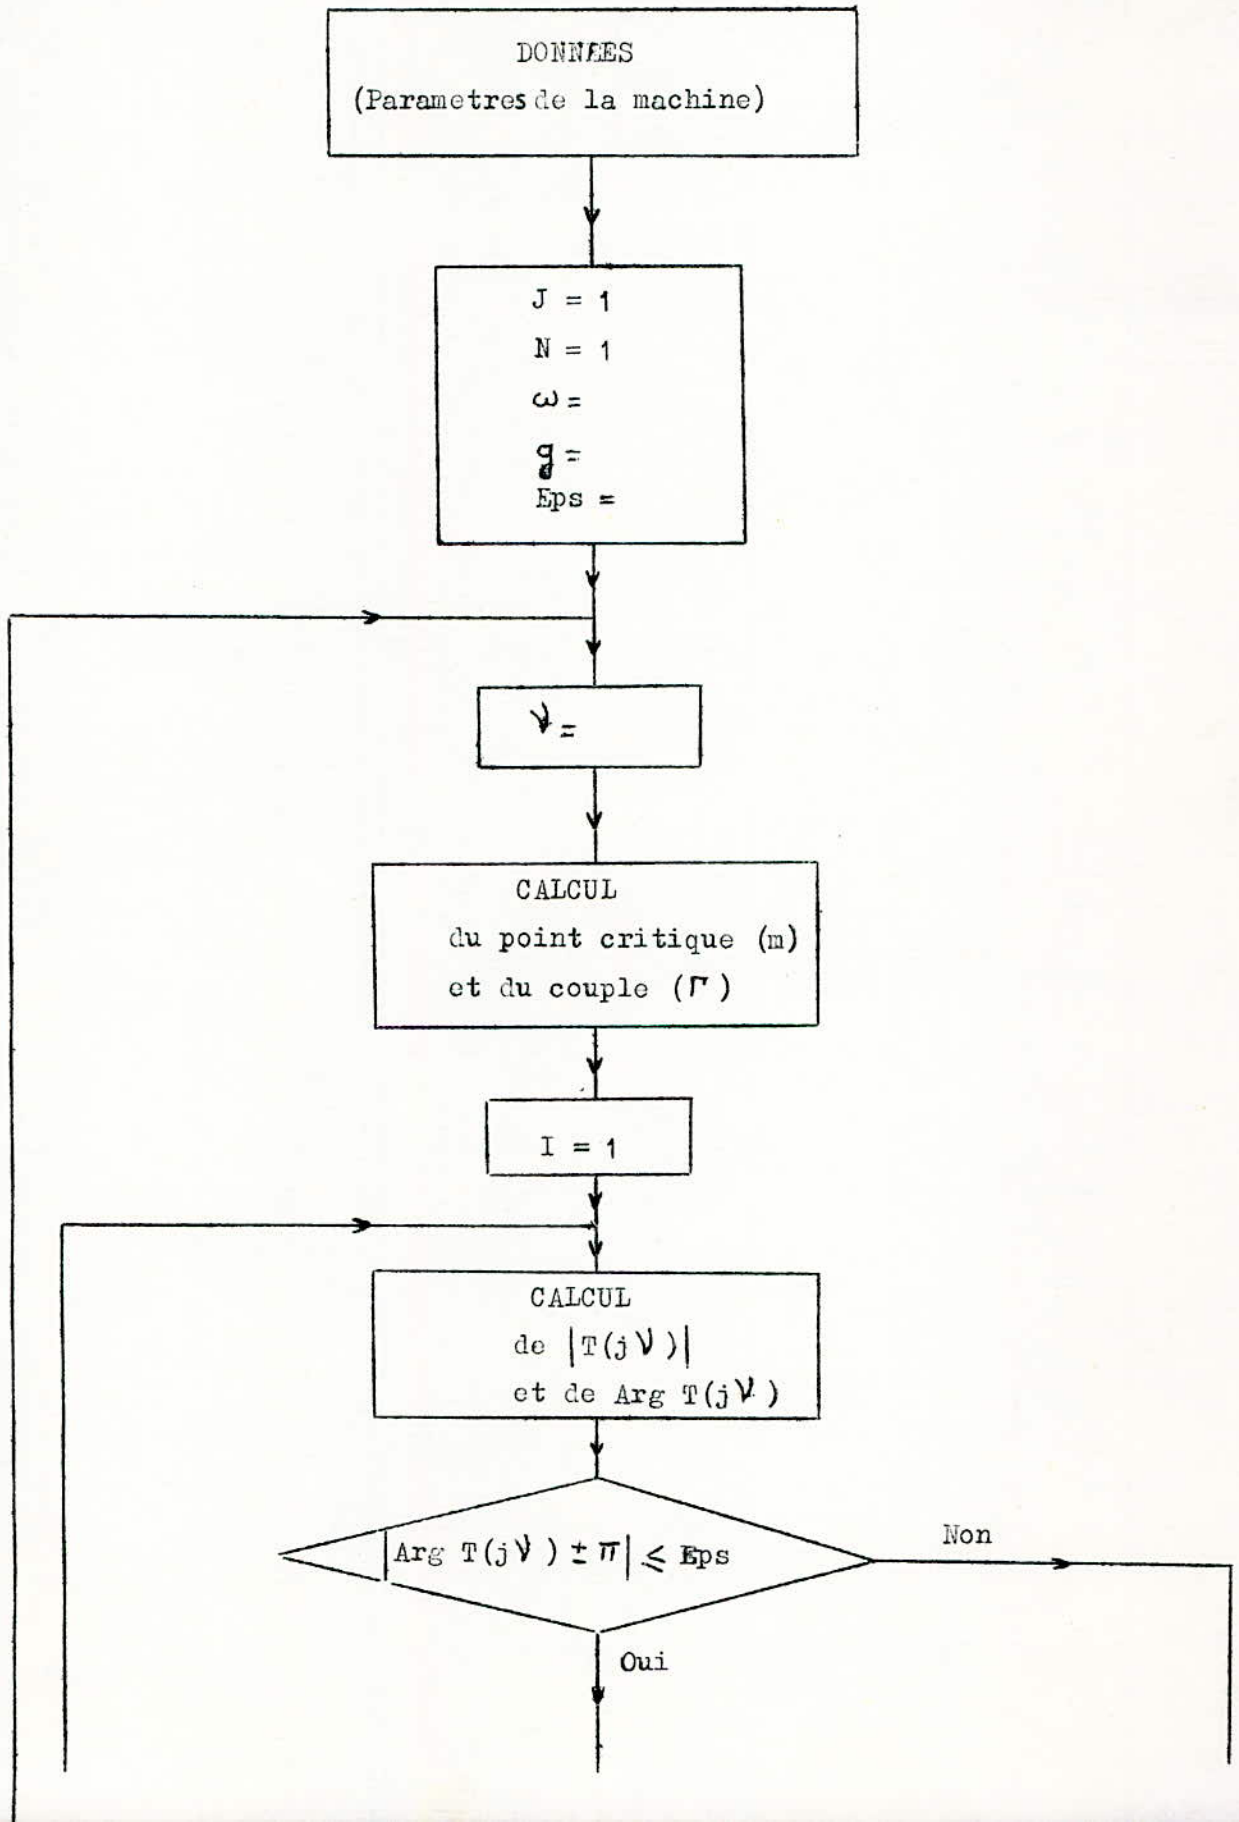 DONNEES
(Parametres de la machine)
J = 1
N = 1
ω =
g =
Eps =
ν =
CALCUL
du point critique (m)
et du couple (Γ)
I = 1
CALCUL
de |T(jν)|
et de Arg T(jν)
|Arg T(jν) ± π| ≤ Eps
Non
Oui